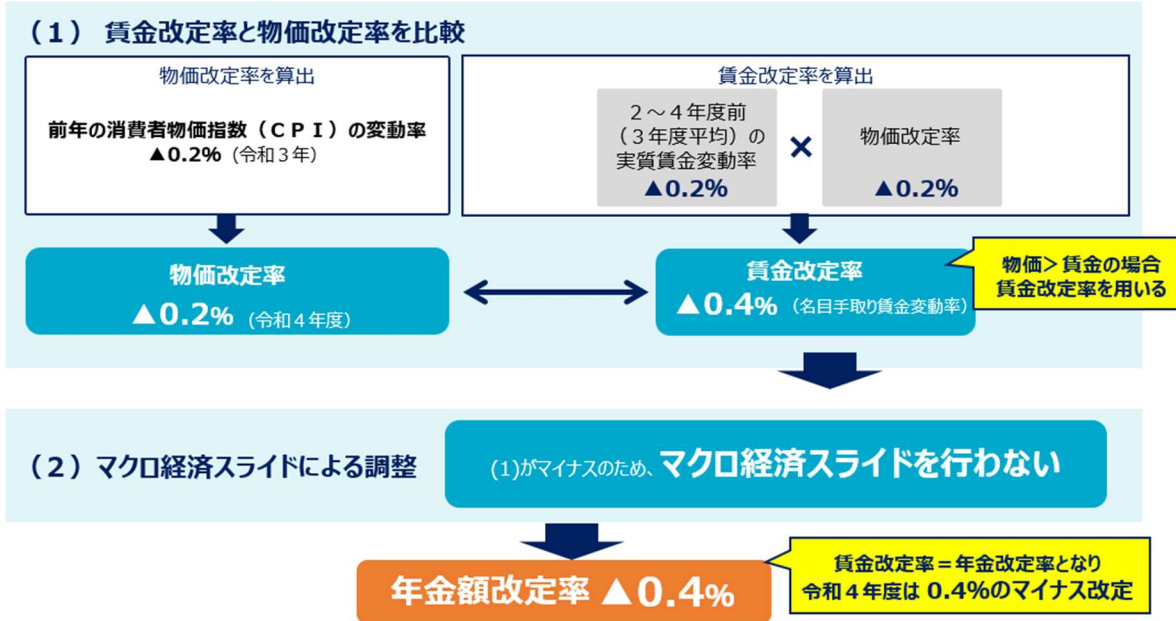 （１） 賃金改定率と物価改定率を比較
物価改定率を算出
前年の消費者物価指数（ＣＰＩ）の変動率
▲0.2% (令和３年)
賃金改定率を算出
２～４年度前
（３年度平均）の
実質賃金変動率
▲0.2%
×
物価改定率
▲0.2%
物価改定率
▲0.2% (令和４年度)
賃金改定率
▲0.4% (名目手取り賃金変動率)
物価＞賃金の場合
賃金改定率を用いる
（２）マクロ経済スライドによる調整
(1)がマイナスのため、マクロ経済スライドを行わない
年金額改定率 ▲0.4%
賃金改定率＝年金改定率となり
令和４年度は 0.4%のマイナス改定